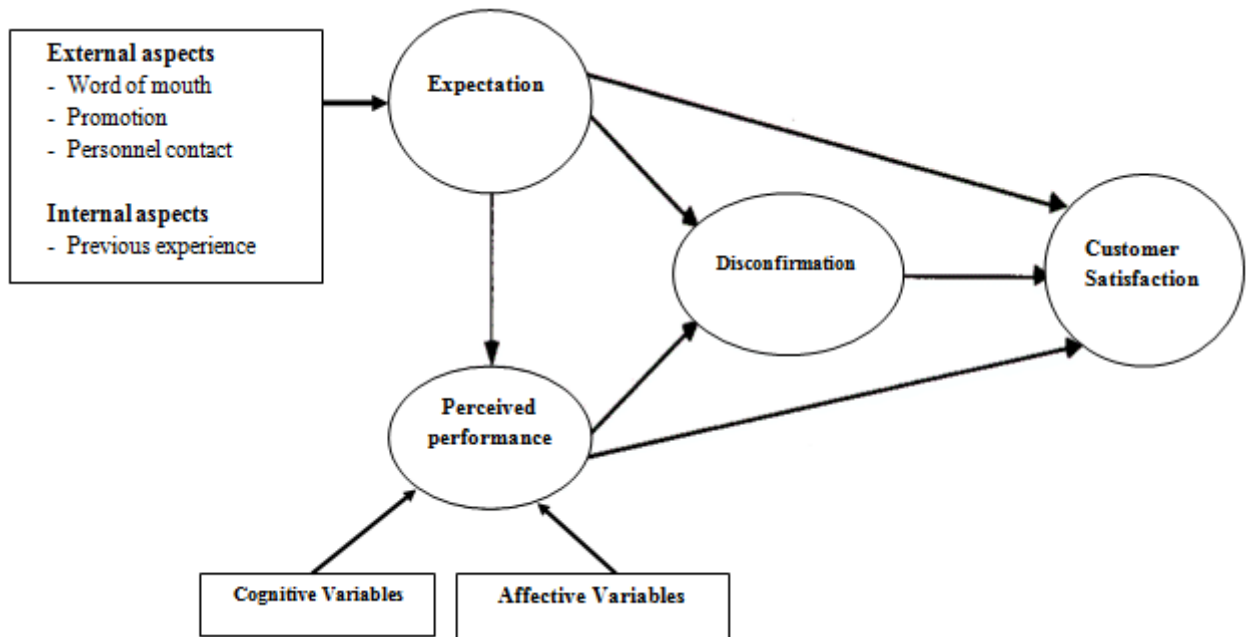 External aspects
- Word of mouth
- Promotion
- Personnel contact
Internal aspects
- Previous experience
Expectation
Disconfirmation
Customer
Satisfaction
Perceived
performance
Cognitive Variables
Affective Variables